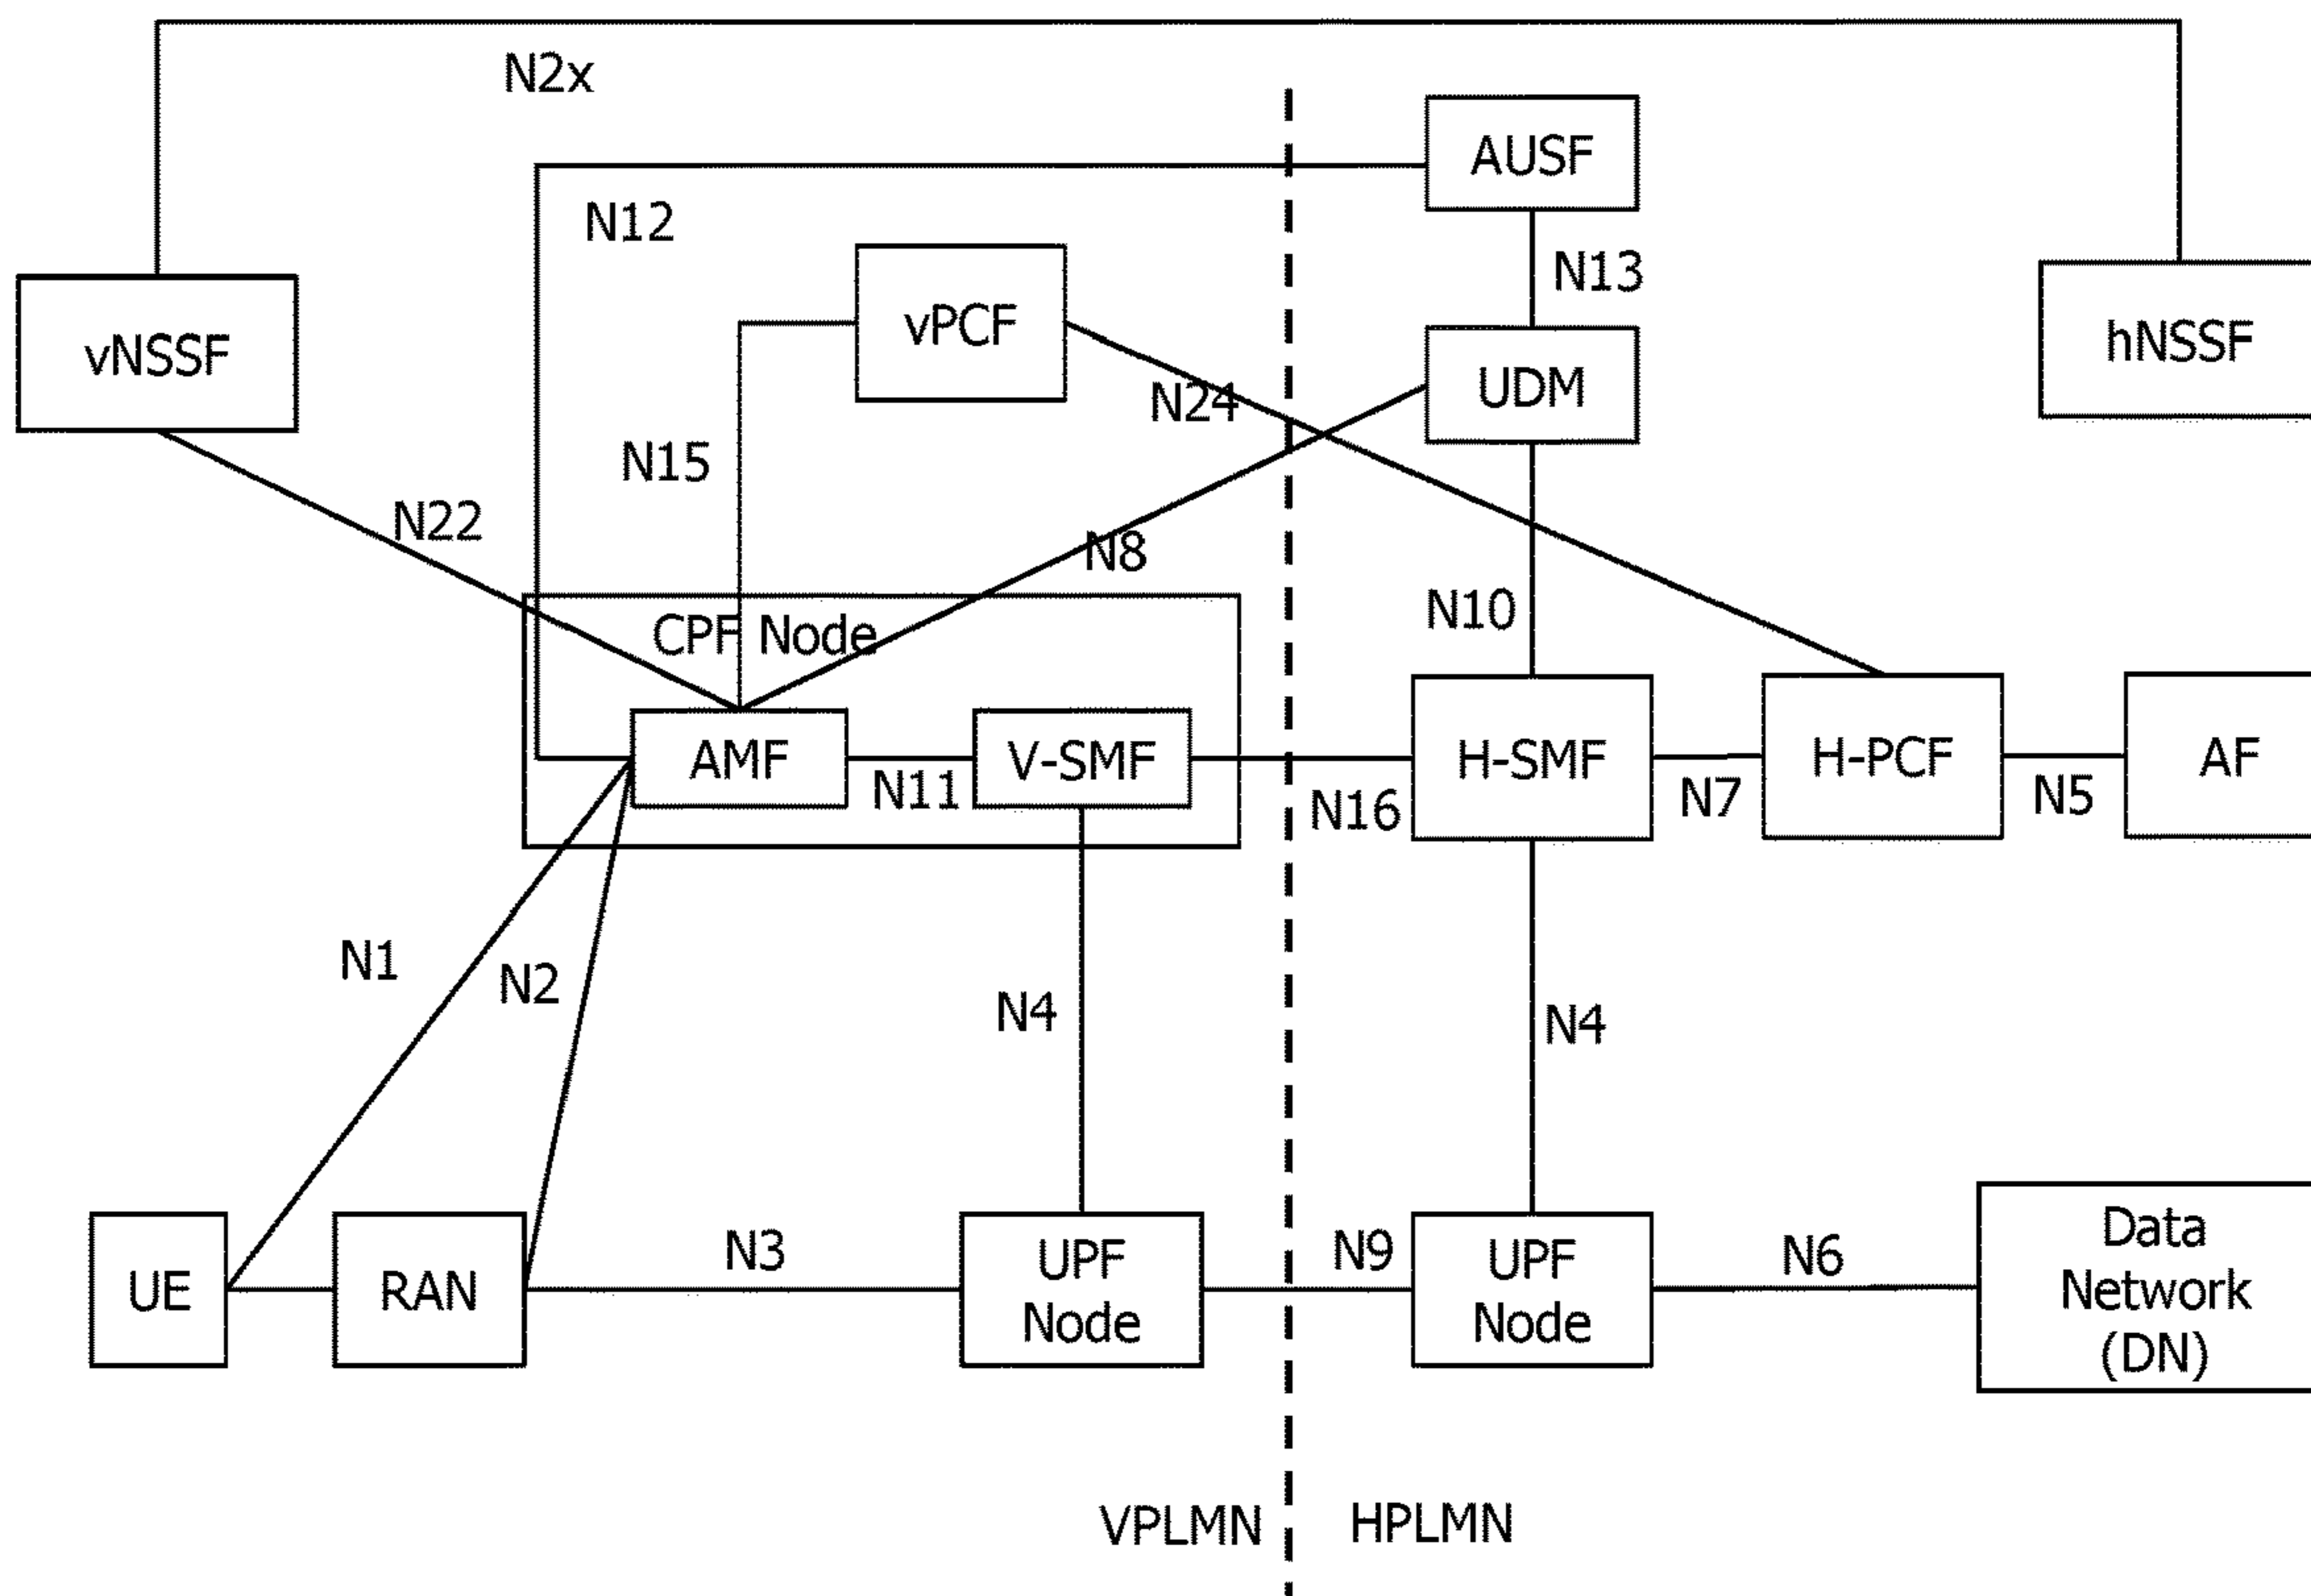 N2x
AUSF
N12
N13
vPCF
vNSSF
hNSSF
UDM
N24
N15
N22
N8
N10
CPF Node
AMF
N11
V-SMF
N16
H-SMF
N7
H-PCF
N5
AF
N1
N2
N4
N4
UE
RAN
N3
UPF
Node
N9
UPF
Node
N6
Data
Network
(DN)
VPLMN
HPLMN